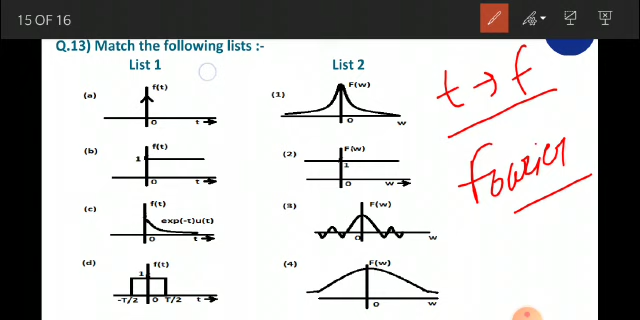 15 OF 16
Q.13) Match the following lists :-
List 1
List 2
(a)
f(t)
0
t
(1)
F(w)
0
w
(b)
f(t)
1
0
t
(2)
F(w)
1
0
w
(c)
f(t)
exp(-t)u(t)
0
t
(3)
F(w)
0
w
(d)
f(t)
1
-T/2
0
T/2
t
(4)
F(w)
0
w
t → f
fourier